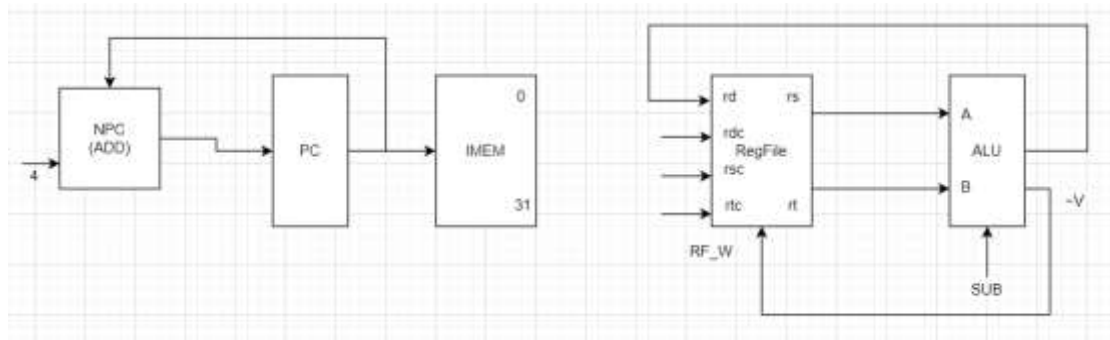 NPC
(ADD)
4
PC
0
IMEM
31
rd
rs
rdc
RegFile
rsc
rtc
rt
RF_W
A
ALU
B
~V
SUB